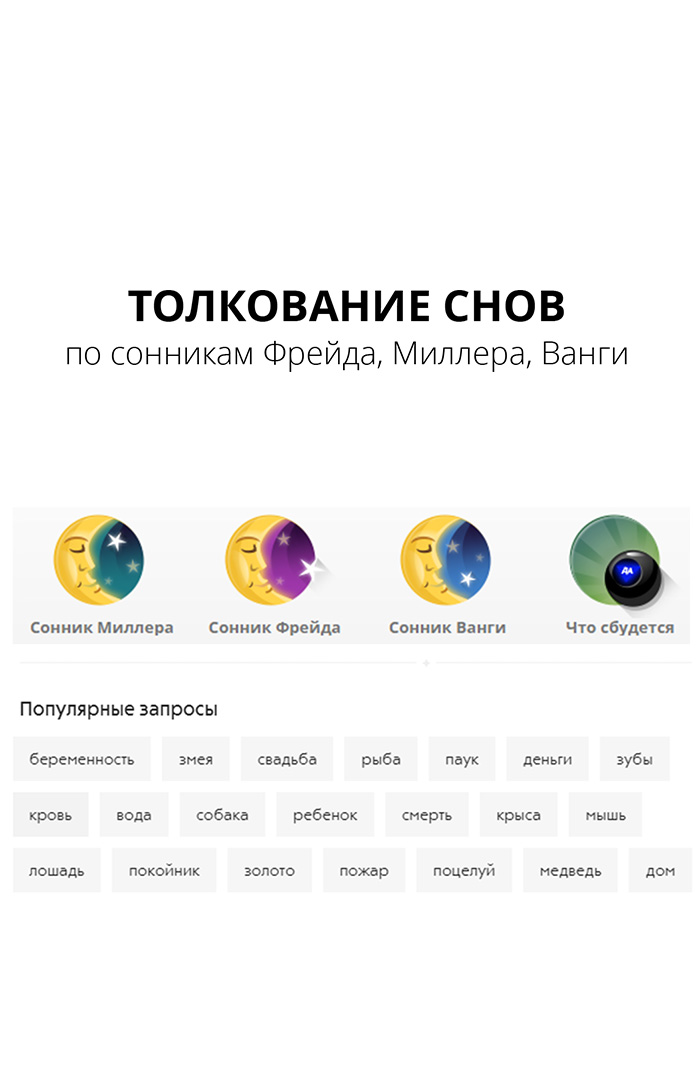 ТОЛКОВАНИЕ СНОВ
по сонникам Фрейда, Миллера, Ванги
ДА
Сонник Миллера Сонник Фрейда Сонник Ванги Что сбудется
Популярные запросы
беременность змея свадьба рыба паук деньги зубы
кровь вода собака ребенок смерть крыса мышь
лошадь покойник золото пожар поцелуй медведь дом